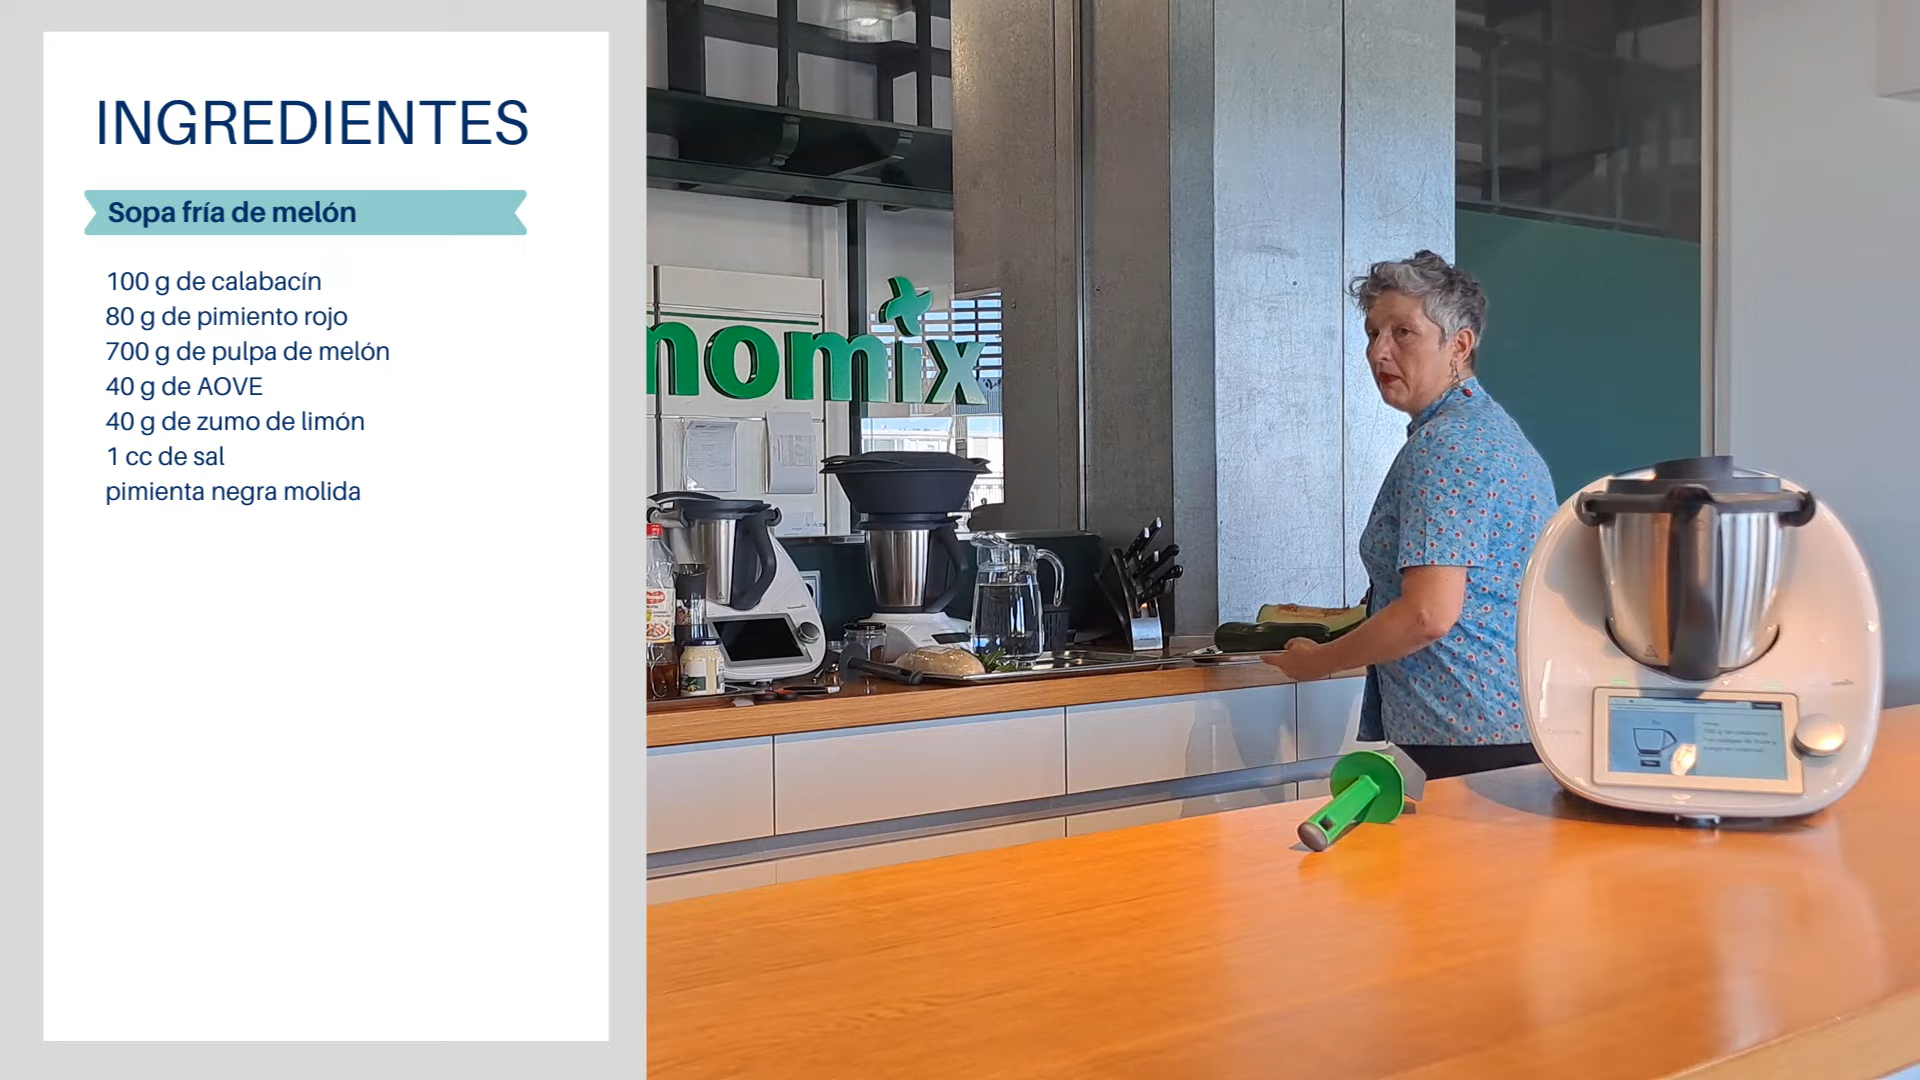 INGREDIENTES
Sopa fría de melón
100 g de calabacín
80 g de pimiento rojo
700 g de pulpa de melón
40 g de AOVE
40 g de zumo de limón
1 cc de sal
pimienta negra molida
momix